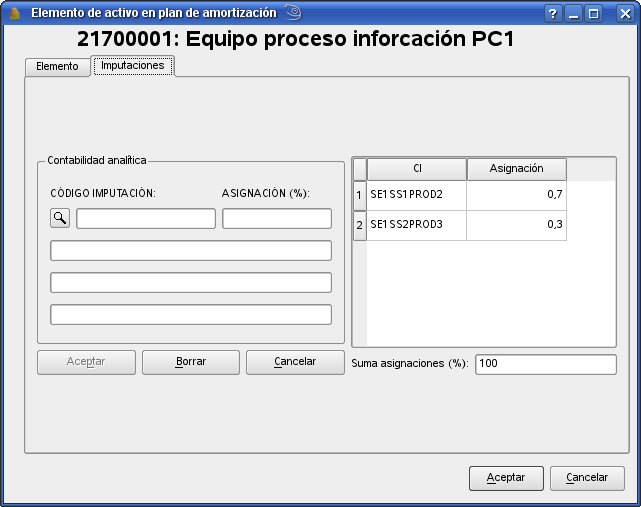 Elemento de activo en plan de amortización
21700001: Equipo proceso inforcación PC1
Elemento Imputaciones
Contabilidad analítica
CÓDIGO IMPUTACIÓN: ASIGNACIÓN (%):
CI Asignación
1 SE1SS1PROD2 0,7
2 SE1SS2PROD3 0,3
Aceptar Borrar Cancelar
Suma asignaciones (%): 100
Aceptar Cancelar